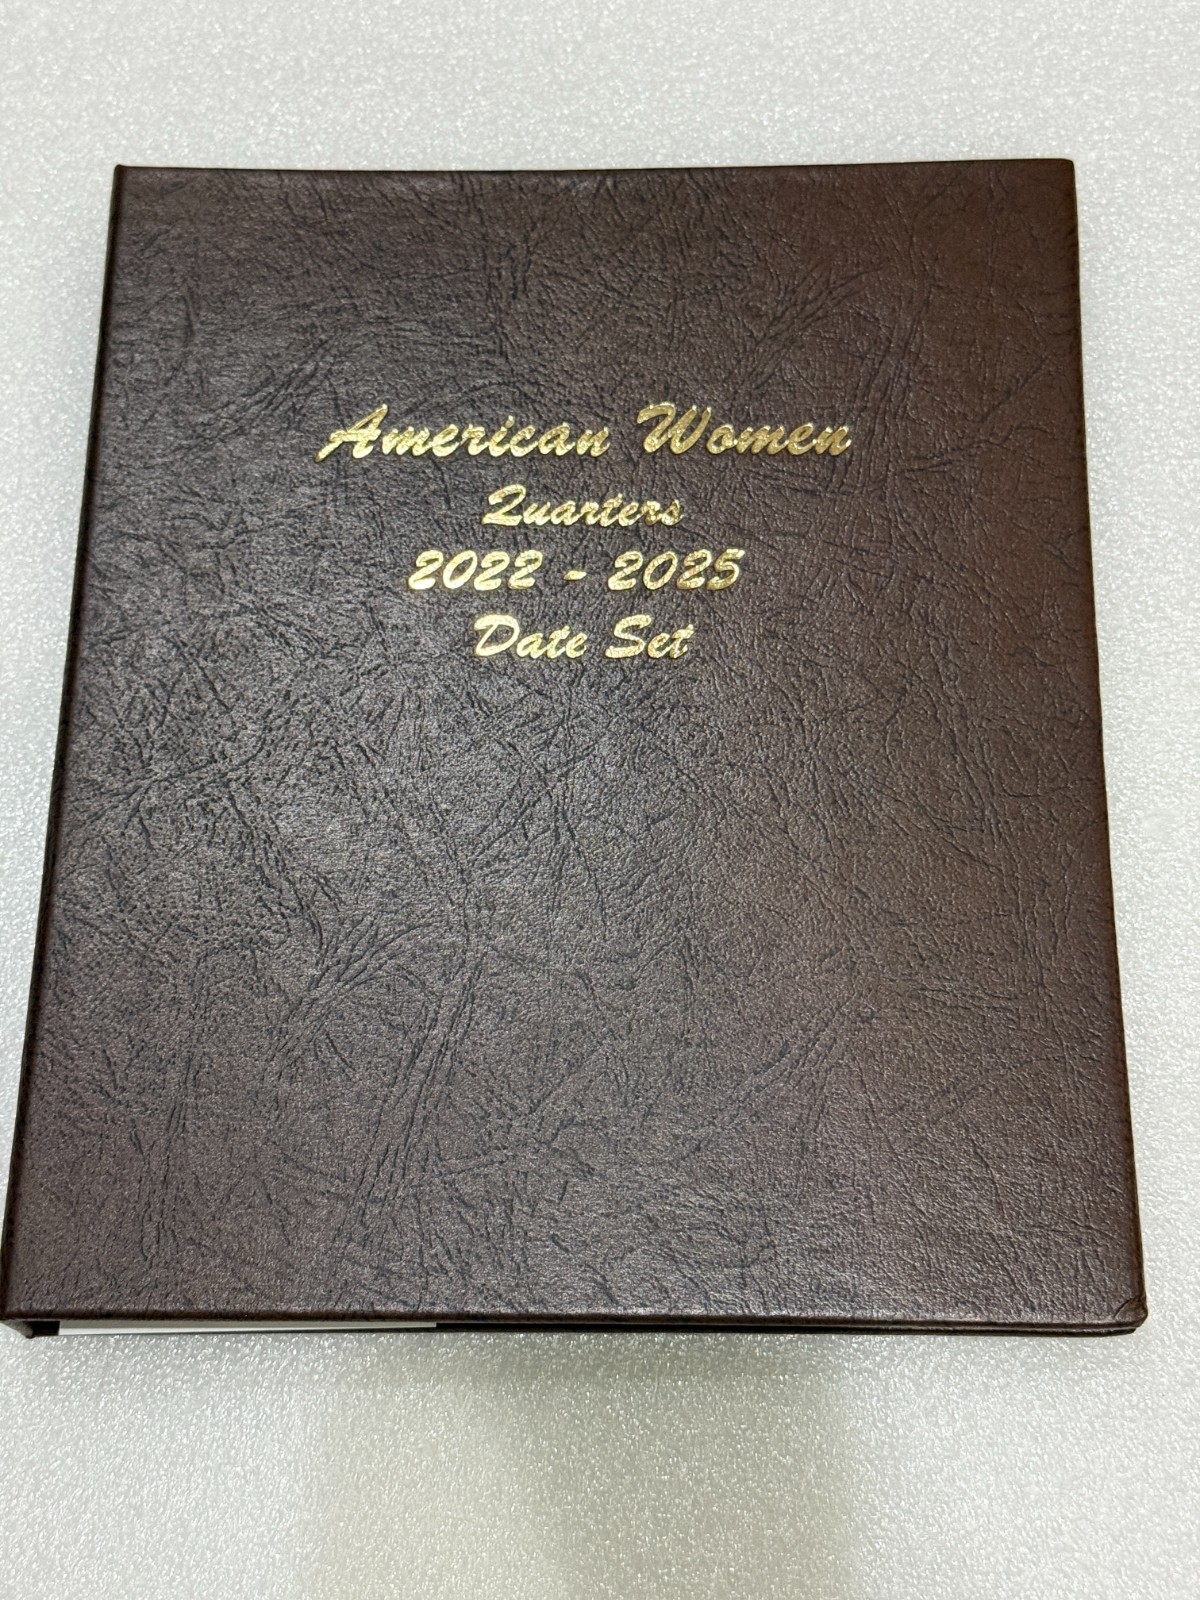 American Women
Quarters
2022 - 2025
Date Set